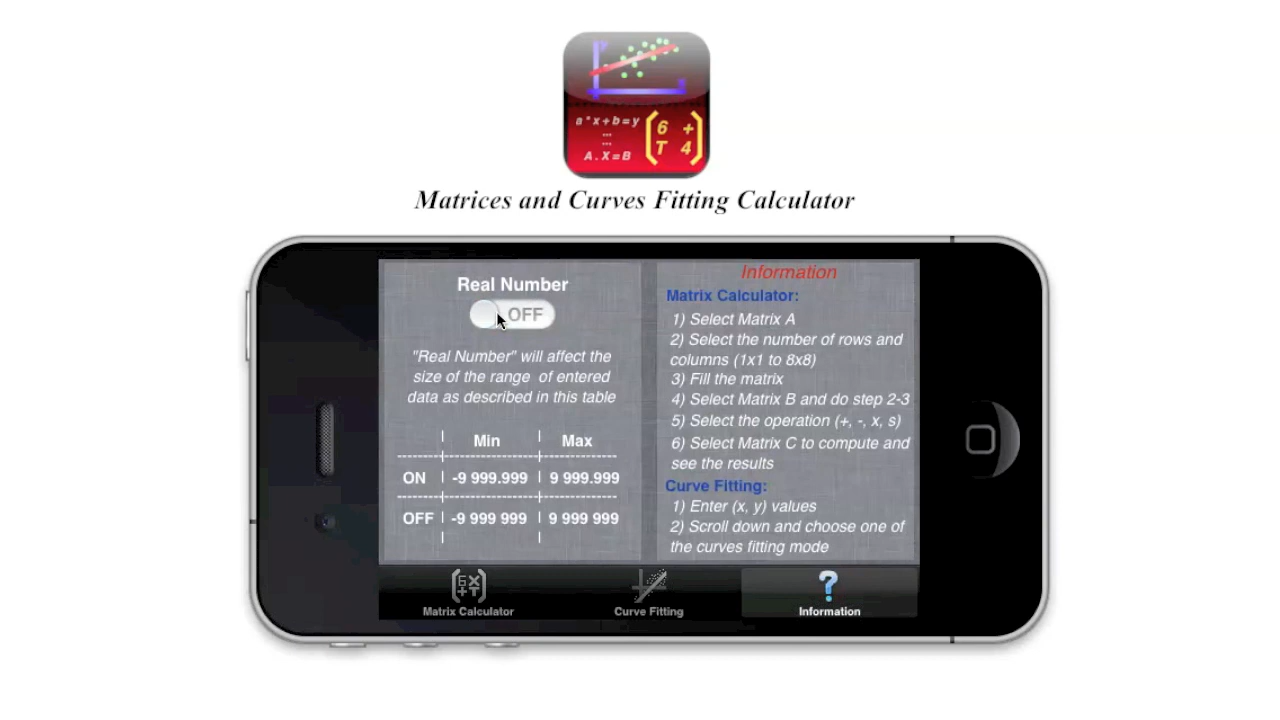 a*x+b=y
...
...
A.X=B
6 +
T 4
Matrices and Curves Fitting Calculator
Real Number
OFF
"Real Number" will affect the
size of the range of entered
data as described in this table
Min Max
ON -9 999.999 9 999.999
OFF -9 999 999 9 999 999
Information
Matrix Calculator:
1) Select Matrix A
2) Select the number of rows and
columns (1x1 to 8x8)
3) Fill the matrix
4) Select Matrix B and do step 2-3
5) Select the operation (+, -, x, s)
6) Select Matrix C to compute and
see the results
Curve Fitting:
1) Enter (x, y) values
2) Scroll down and choose one of
the curves fitting mode
Matrix Calculator
Curve Fitting
?
Information